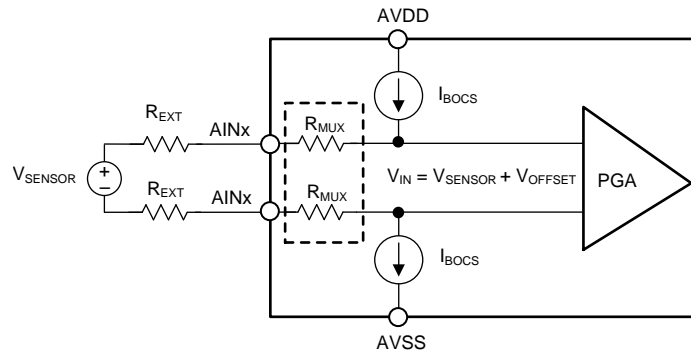 AVDD
I_BOCS
R_EXT
AINx
R_MUX
V_SENSOR
+
−
R_EXT
AINx
R_MUX
V_IN = V_SENSOR + V_OFFSET
PGA
I_BOCS
AVSS